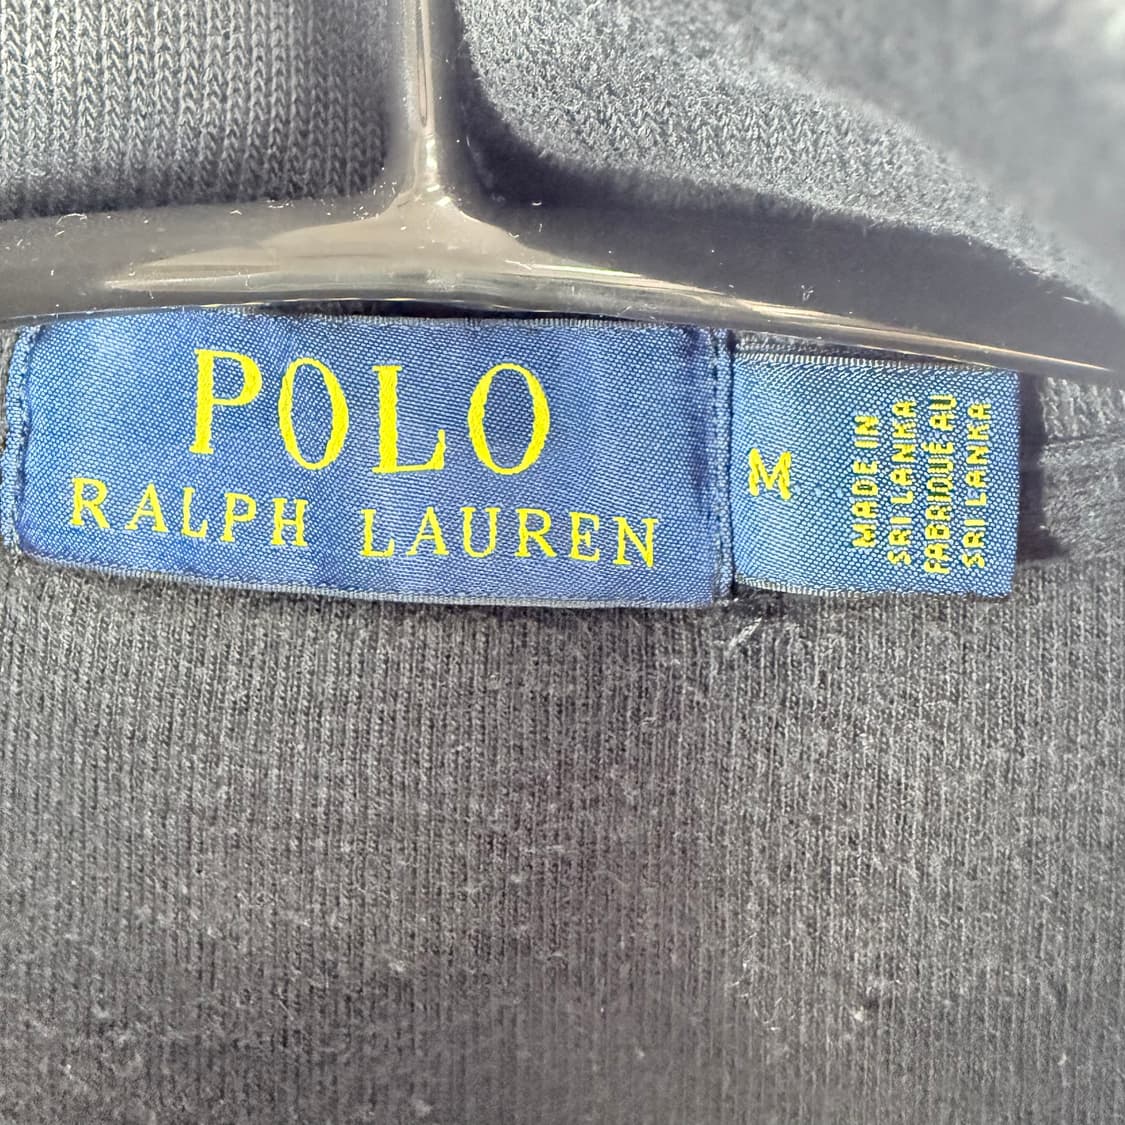 POLO
RALPH LAUREN
M
MADE IN
SRI LANKA
FABRIQUÉ AU
SRI LANKA